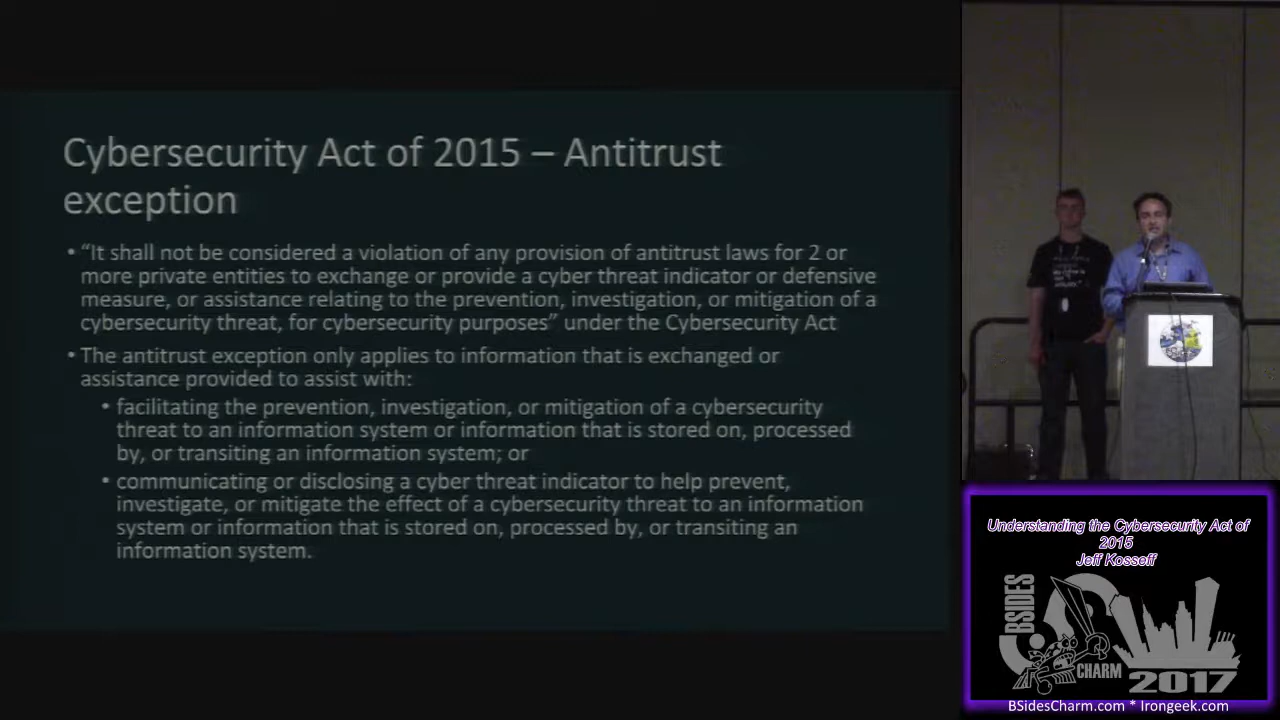 Cybersecurity Act of 2015 – Antitrust
exception
• “It shall not be considered a violation of any provision of antitrust laws for 2 or
more private entities to exchange or provide a cyber threat indicator or defensive
measure, or assistance relating to the prevention, investigation, or mitigation of a
cybersecurity threat, for cybersecurity purposes” under the Cybersecurity Act
• The antitrust exception only applies to information that is exchanged or
assistance provided to assist with:
• facilitating the prevention, investigation, or mitigation of a cybersecurity
threat to an information system or information that is stored on, processed
by, or transiting an information system; or
• communicating or disclosing a cyber threat indicator to help prevent,
investigate, or mitigate the effect of a cybersecurity threat to an information
system or information that is stored on, processed by, or transiting an
information system.
Understanding the Cybersecurity Act of
2015
Jeff Kosseff
BSIDES
CHARM
2017
BSidesCharm.com * Irongeek.com